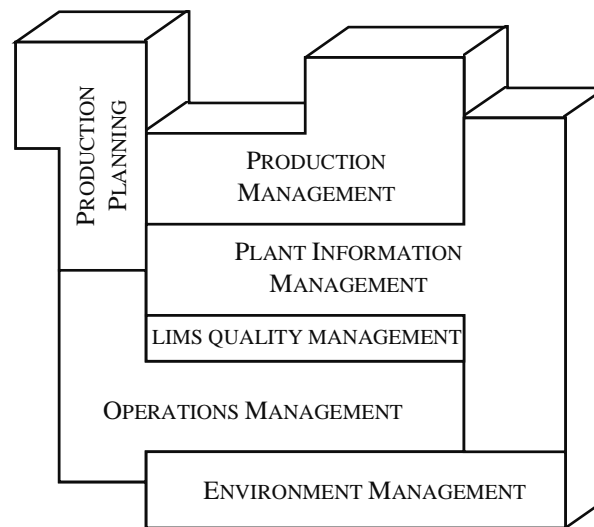 PRODUCTION
PLANNING
PRODUCTION
MANAGEMENT
PLANT INFORMATION
MANAGEMENT
LIMS QUALITY MANAGEMENT
OPERATIONS MANAGEMENT
ENVIRONMENT MANAGEMENT